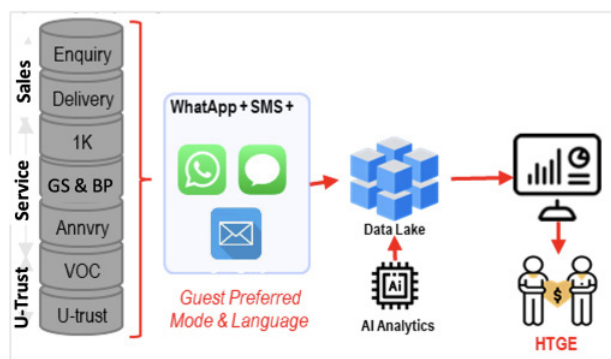 Sales
Service
U-Trust
Enquiry
Delivery
1K
GS & BP
Annvry
VOC
U-trust
WhatApp + SMS +
Guest Preferred
Mode & Language
Data Lake
Ai
AI Analytics
$
HTGE